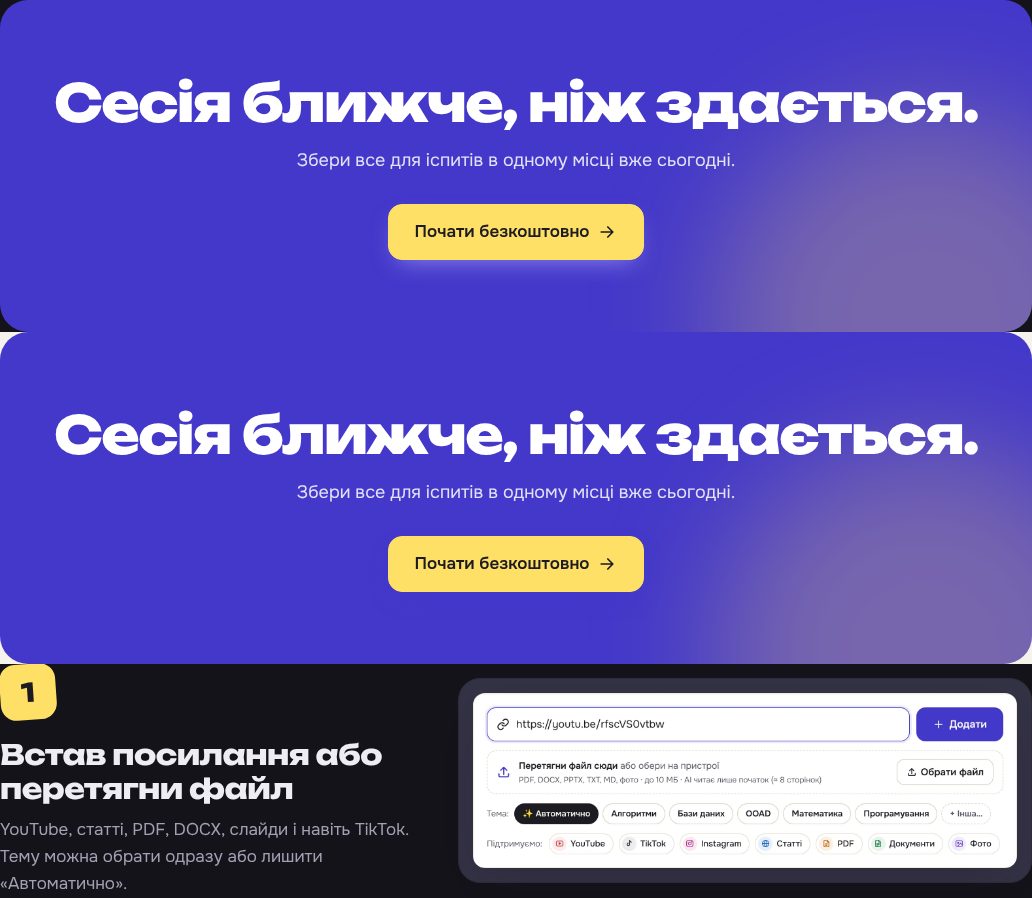 Сесія ближче, ніж здається.
Збери все для іспитів в одному місці вже сьогодні.
Почати безкоштовно →
Сесія ближче, ніж здається.
Збери все для іспитів в одному місці вже сьогодні.
Почати безкоштовно →
1
Встав посилання або
перетягни файл
YouTube, статті, PDF, DOCX, слайди і навіть TikTok.
Тему можна обрати одразу або лишити
«Автоматично».
https://youtu.be/rfscVS0vtbw
+ Додати
Перетягни файл сюди або обери на пристрої
PDF, DOCX, PPTX, TXT, MD, фото · до 10 МБ · AI читає лише початок (≈ 8 сторінок)
Обрати файл
Тема: ✨ Автоматично Алгоритми Бази даних ООАД Математика Програмування + Інша...
Підтримуємо: YouTube TikTok Instagram Статті PDF Документи Фото